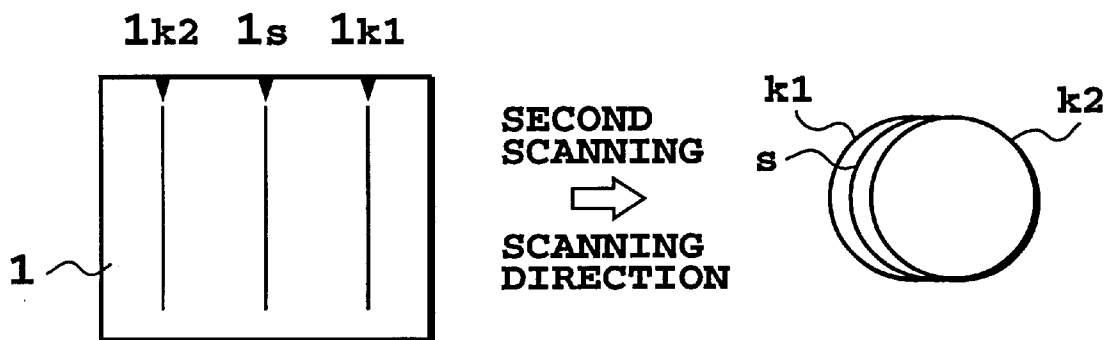 1k2 1s 1k1
1
SECOND
SCANNING
SCANNING
DIRECTION
k1
k2
s